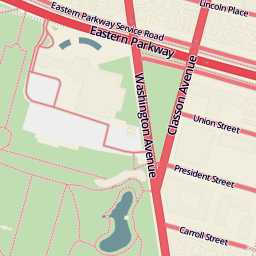 Lincoln Place
Eastern Parkway Service Road
Eastern Parkway
Washington Avenue
Classon Avenue
Union Street
President Street
Carroll Street